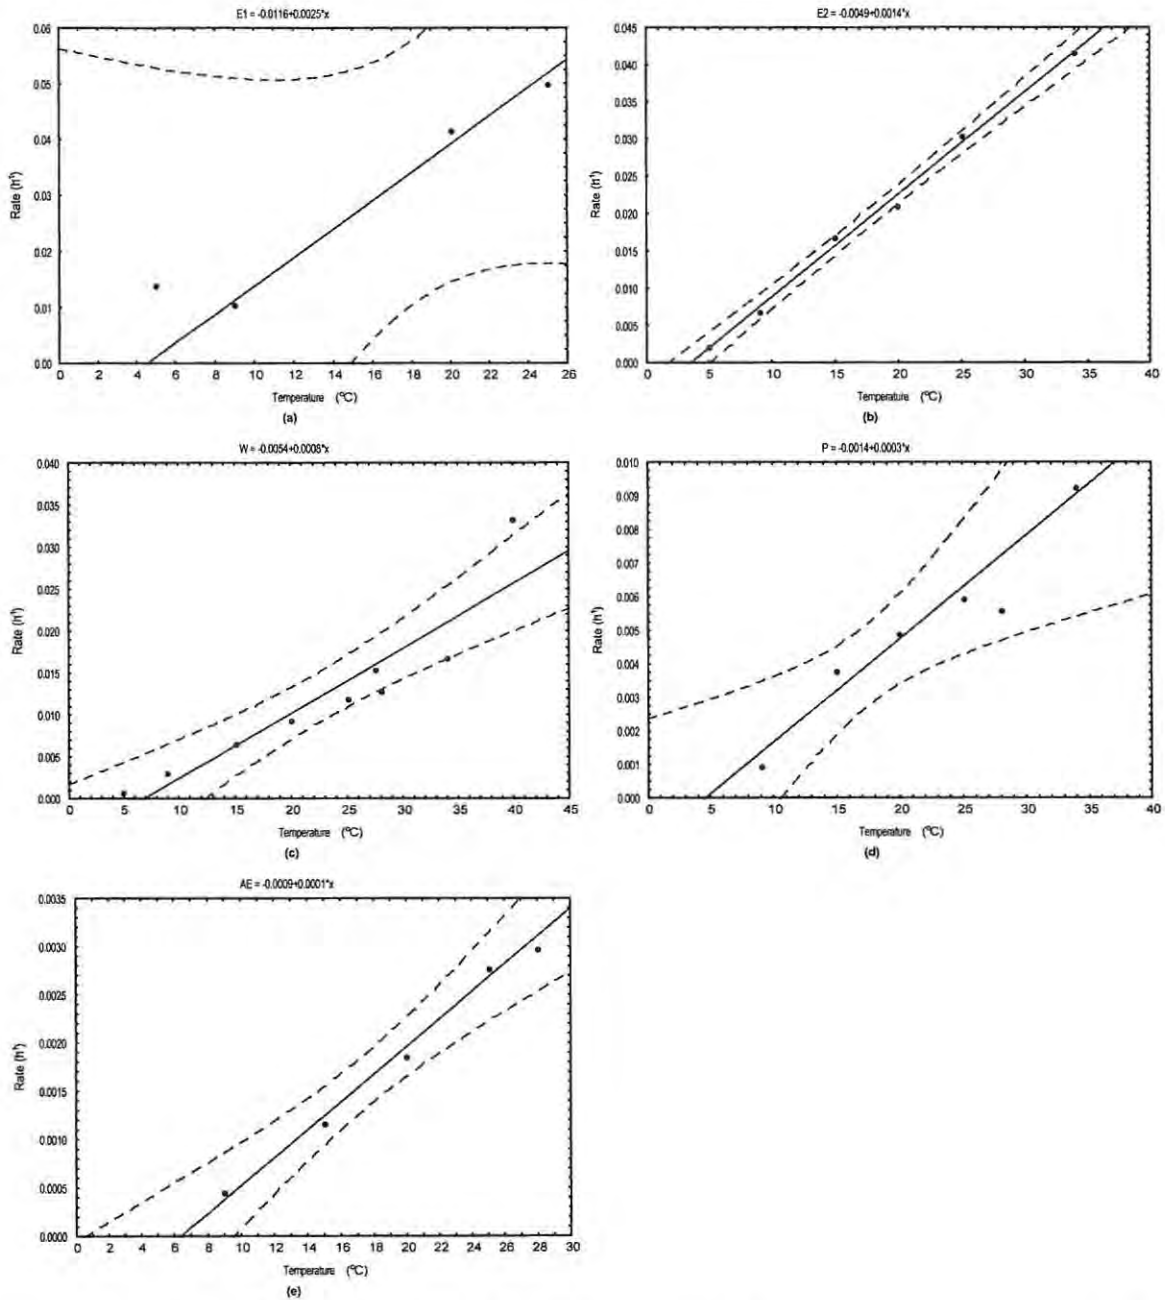 E1 = -0.0116+0.0025*x
0.06
0.05
0.04
0.03
0.02
0.01
0.00
Rate (h¹)
0 2 4 6 8 10 12 14 16 18 20 22 24 26
Temperature (°C)
(a)
E2 = -0.0049+0.0014*x
0.045
0.040
0.035
0.030
0.025
0.020
0.015
0.010
0.005
0.000
Rate (h¹)
0 5 10 15 20 25 30 35 40
Temperature (°C)
(b)
W = -0.0054+0.0008*x
0.040
0.035
0.030
0.025
0.020
0.015
0.010
0.005
0.000
Rate (h¹)
0 5 10 15 20 25 30 35 40 45
Temperature (°C)
(c)
P = -0.0014+0.0003*x
0.010
0.009
0.008
0.007
0.006
0.005
0.004
0.003
0.002
0.001
0.000
Rate (h¹)
0 5 10 15 20 25 30 35 40
Temperature (°C)
(d)
AE = -0.0009+0.0001*x
0.0035
0.0030
0.0025
0.0020
0.0015
0.0010
0.0005
0.0000
Rate (h¹)
0 2 4 6 8 10 12 14 16 18 20 22 24 26 28 30
Temperature (°C)
(e)